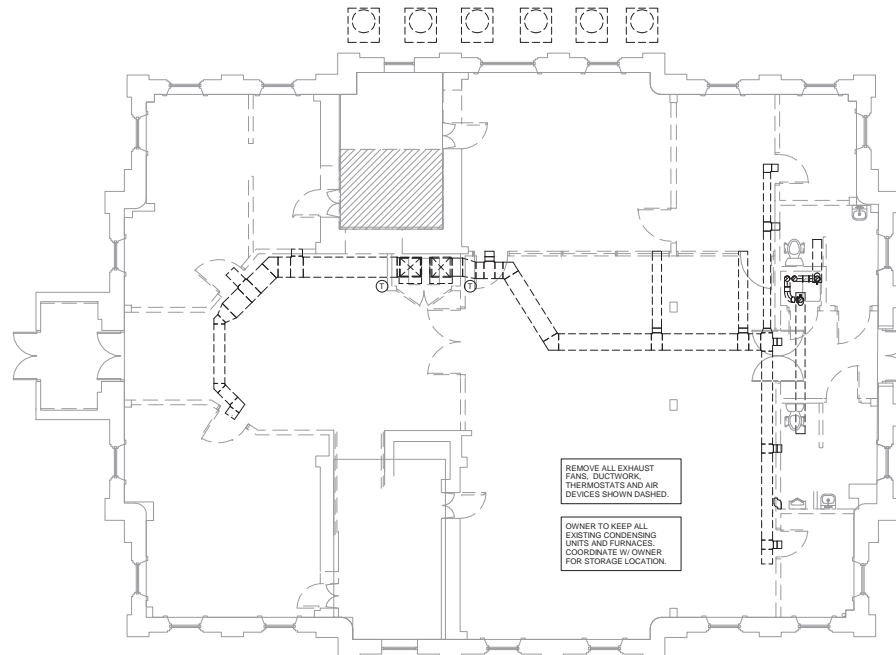 T
T
REMOVE ALL EXHAUST
FANS, DUCTWORK,
THERMOSTATS AND AIR
DEVICES SHOWN DASHED.
OWNER TO KEEP ALL
EXISTING CONDENSING
UNITS AND FURNACES.
COORDINATE W/ OWNER
FOR STORAGE LOCATION.